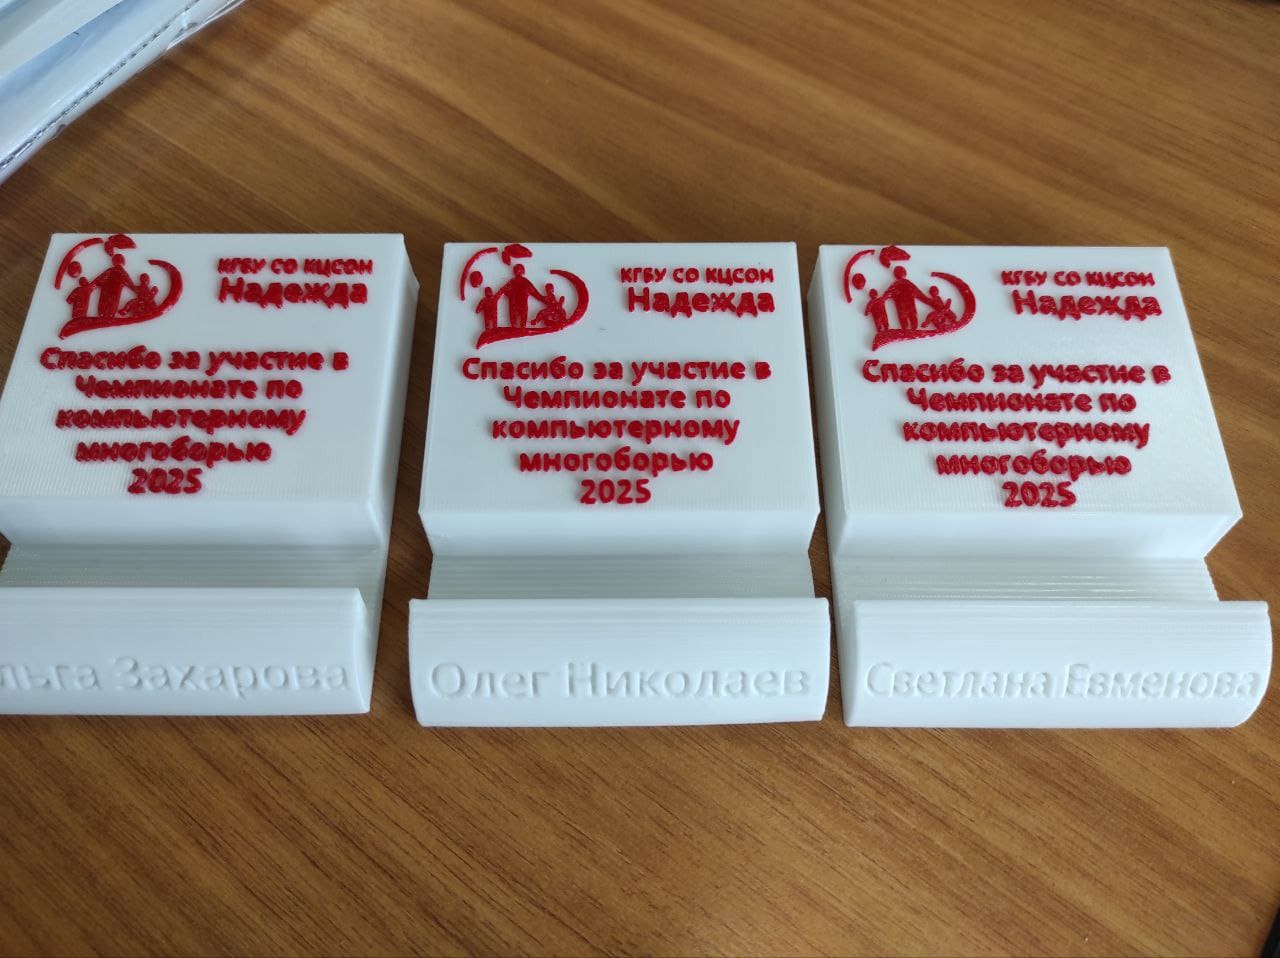 КГБУ СО КЦСОН
Надежда
Спасибо за участие в
Чемпионате по
компьютерному
многоборью
2025
Захарова
КГБУ СО КЦСОН
Надежда
Спасибо за участие в
Чемпионате по
компьютерному
многоборью
2025
Олег Николаев
КГБУ СО КЦСОН
Надежда
Спасибо за участие в
Чемпионате по
компьютерному
многоборью
2025
Светлана Евменова